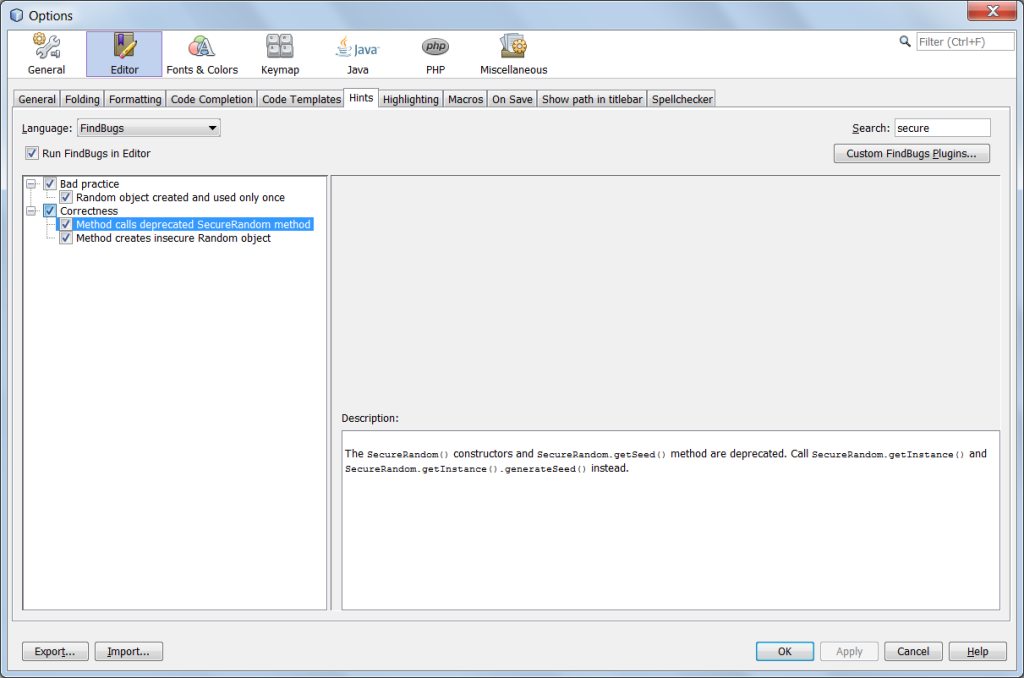 Options
General
Editor
Fonts & Colors
Keymap
Java
Java
php
PHP
Miscellaneous
Filter (Ctrl+F)
General Folding Formatting Code Completion Code Templates Hints Highlighting Macros On Save Show path in titlebar Spellchecker
Language: FindBugs
Search: secure
Run FindBugs in Editor
Custom FindBugs Plugins...
Bad practice
Random object created and used only once
Correctness
Method calls deprecated SecureRandom method
Method creates insecure Random object
Description:
The SecureRandom() constructors and SecureRandom.getSeed() method are deprecated. Call SecureRandom.getInstance() and
SecureRandom.getInstance().generateSeed() instead.
Export... Import... OK Apply Cancel Help